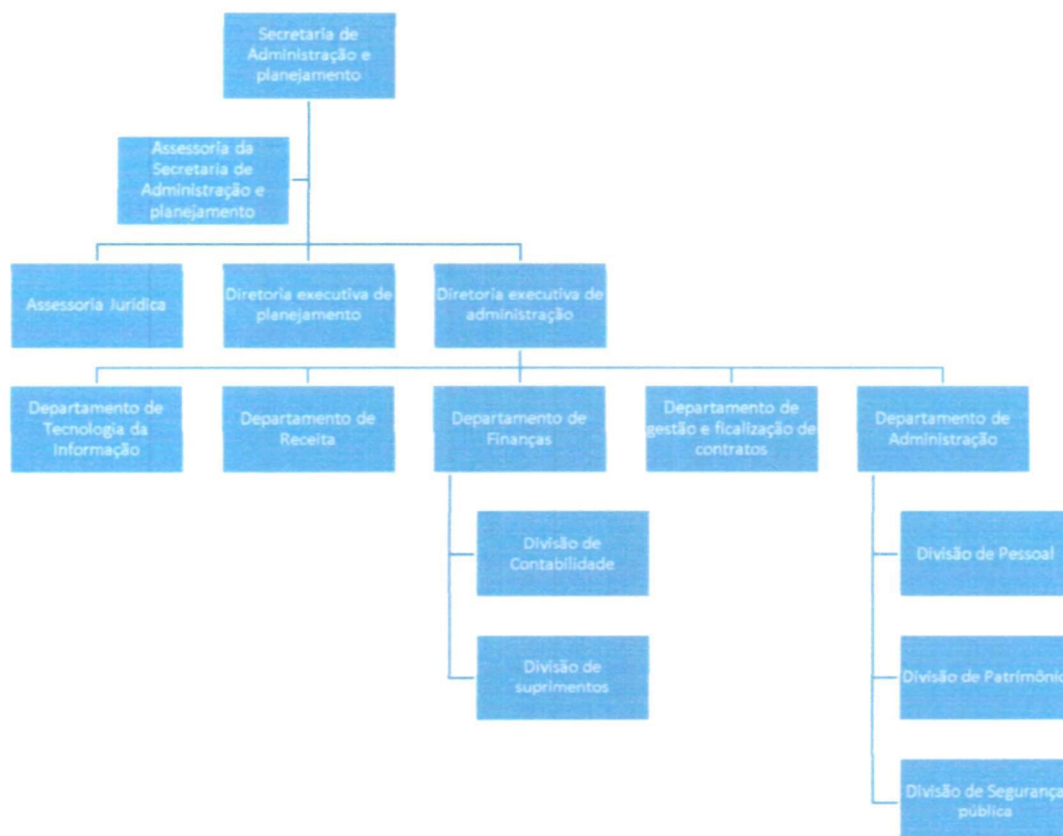 Secretaria de
Administração e
planejamento
Assessoria da
Secretaria de
Administração e
planejamento
Assessoria Jurídica
Diretoria executiva de
planejamento
Diretoria executiva de
administração
Departamento de
Tecnologia da
Informação
Departamento de
Receita
Departamento de
Finanças
Departamento de
gestão e ficalização de
contratos
Departamento de
Administração
Divisão de
Contabilidade
Divisão de
suprimentos
Divisão de Pessoal
Divisão de Patrimônio
Divisão de Segurança
pública